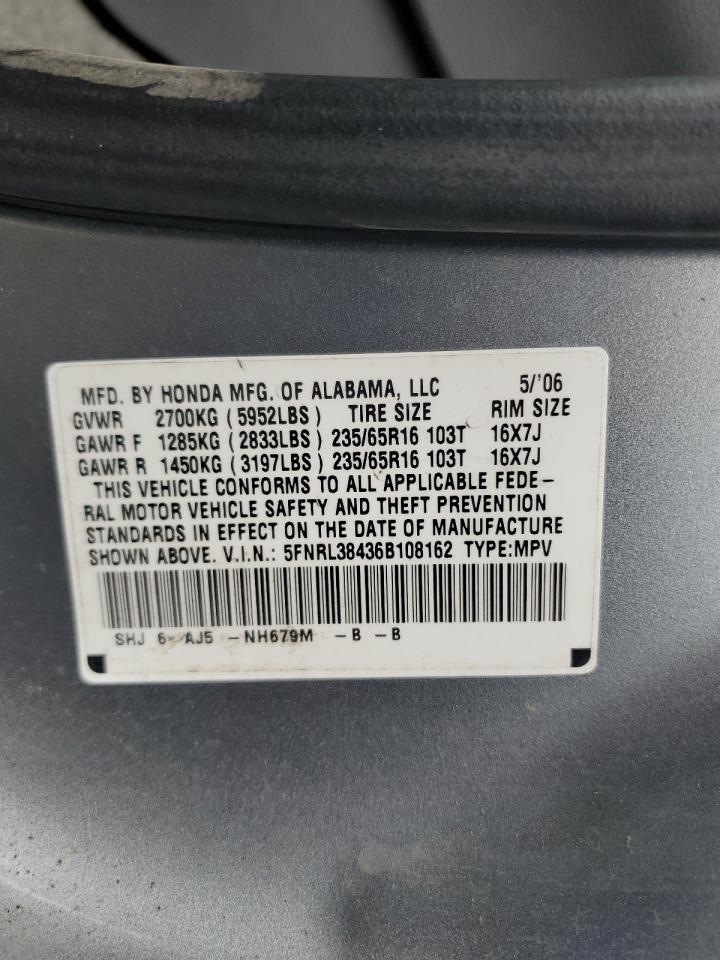 MFD. BY HONDA MFG. OF ALABAMA, LLC 5/'06
GVWR 2700KG (5952LBS) TIRE SIZE RIM SIZE
GAWR F 1285KG (2833LBS) 235/65R16 103T 16X7J
GAWR R 1450KG (3197LBS) 235/65R16 103T 16X7J
THIS VEHICLE CONFORMS TO ALL APPLICABLE FEDE-
RAL MOTOR VEHICLE SAFETY AND THEFT PREVENTION
STANDARDS IN EFFECT ON THE DATE OF MANUFACTURE
SHOWN ABOVE. V.I.N.: 5FNRL38436B108162 TYPE:MPV
SHJ 6- AJ5 -NH679M -B -B